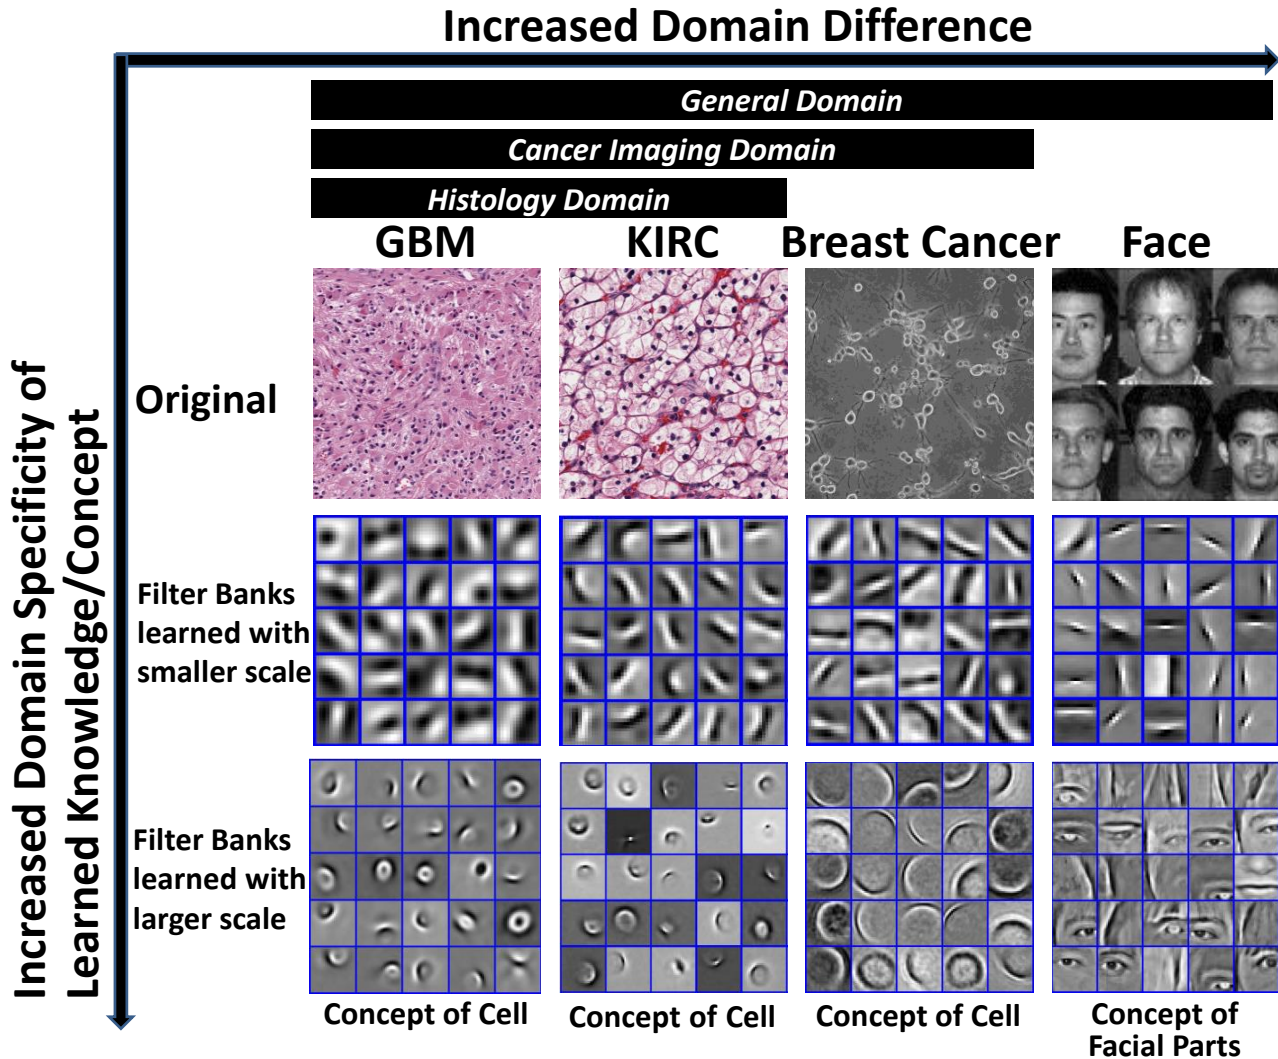 Increased Domain Difference
General Domain
Cancer Imaging Domain
Histology Domain
GBM
KIRC
Breast Cancer
Face
Increased Domain Specificity of
Learned Knowledge/Concept
Original
Filter Banks
learned with
smaller scale
Filter Banks
learned with
larger scale
Concept of Cell
Concept of Cell
Concept of Cell
Concept of
Facial Parts